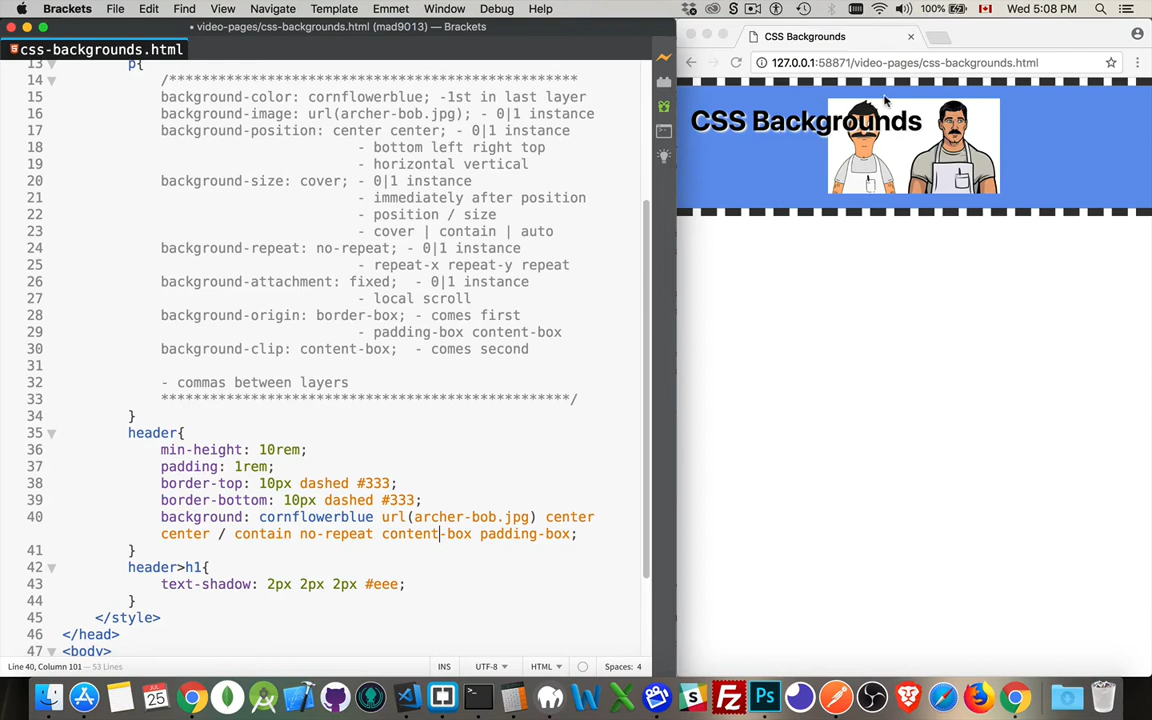 Brackets File Edit Find View Navigate Templates Emmet Window Debug Help 100% Wed 5:08 PM
• video-pages/css-backgrounds.html (mad9013) — Brackets
css-backgrounds.html
CSS Backgrounds
127.0.0.1:58871/video-pages/css-backgrounds.html
13 p{
14 /**************************************************
15 background-color: cornflowerblue; -1st in last layer
16 background-image: url(archer-bob.jpg); - 0|1 instance
17 background-position: center center; - 0|1 instance
18 - bottom left right top
19 - horizontal vertical
20 background-size: cover; - 0|1 instance
21 - immediately after position
22 - position / size
23 - cover | contain | auto
24 background-repeat: no-repeat; - 0|1 instance
25 - repeat-x repeat-y repeat
26 background-attachment: fixed; - 0|1 instance
27 - local scroll
28 background-origin: border-box; - comes first
29 - padding-box content-box
30 background-clip: content-box; - comes second
31
32 - commas between layers
33 **************************************************/
34 }
35 header{
36 min-height: 10rem;
37 padding: 1rem;
38 border-top: 10px dashed #333;
39 border-bottom: 10px dashed #333;
40 background: cornflowerblue url(archer-bob.jpg) center
center / contain no-repeat content-box padding-box;
41 }
42 header>h1{
43 text-shadow: 2px 2px 2px #eee;
44 }
45 </style>
46 </head>
47 <body>
Line 40, Column 101 — 53 Lines INS UTF-8 HTML Spaces: 4
CSS Backgrounds
JUL
25